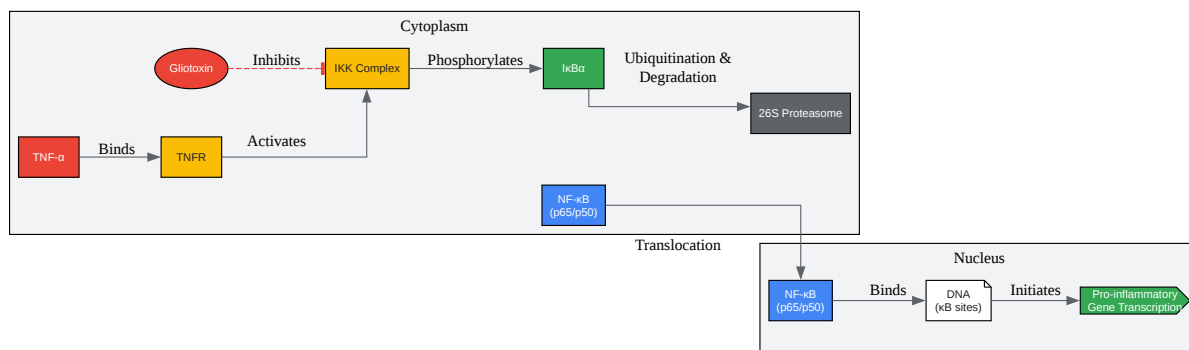 Cytoplasm
Gliotoxin
Inhibits
IKK Complex
Phosphorylates
IκBα
Ubiquitination &
Degradation
26S Proteasome
TNF-α
Binds
TNFR
Activates
NF-κB
(p65/p50)
Translocation
Nucleus
NF-κB
(p65/p50)
Binds
DNA
(κB sites)
Initiates
Pro-inflammatory
Gene Transcription